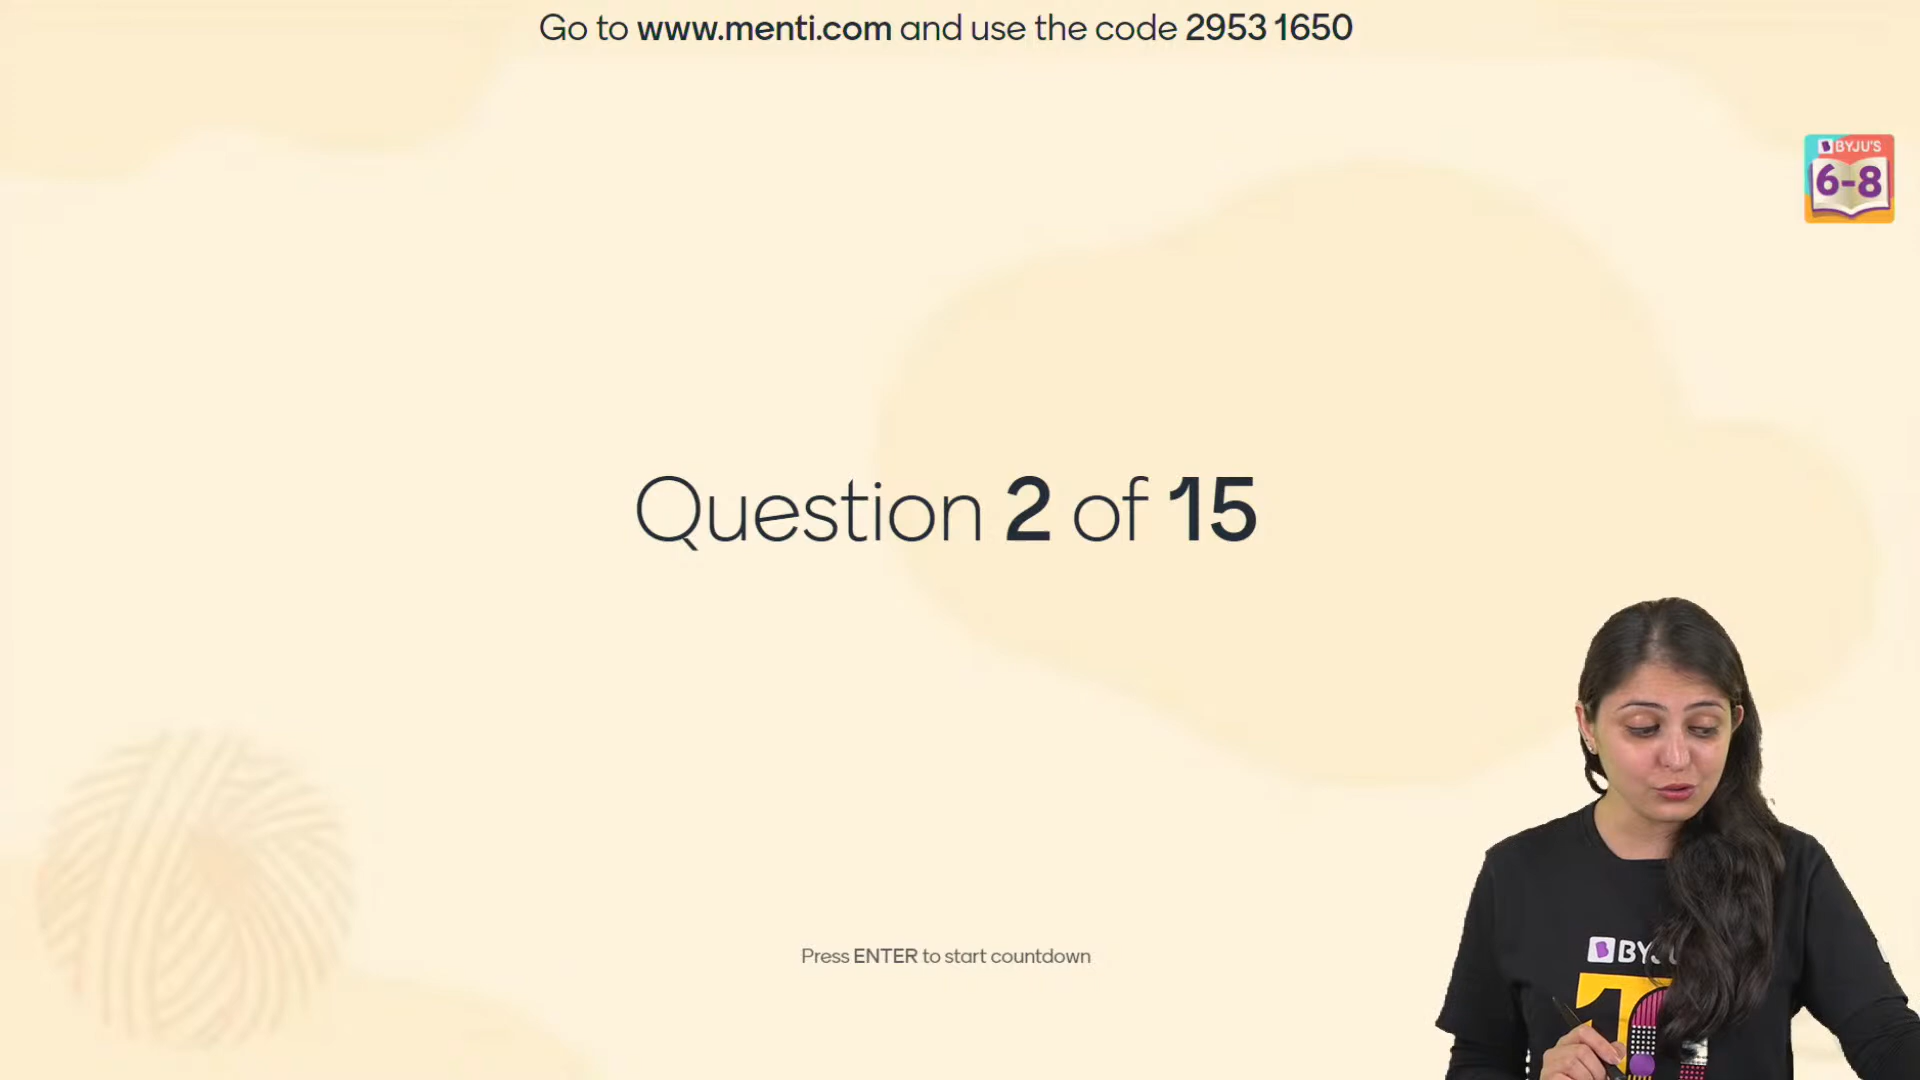 Go to www.menti.com and use the code 2953 1650
BYJU'S
6-8
Question 2 of 15
Press ENTER to start countdown